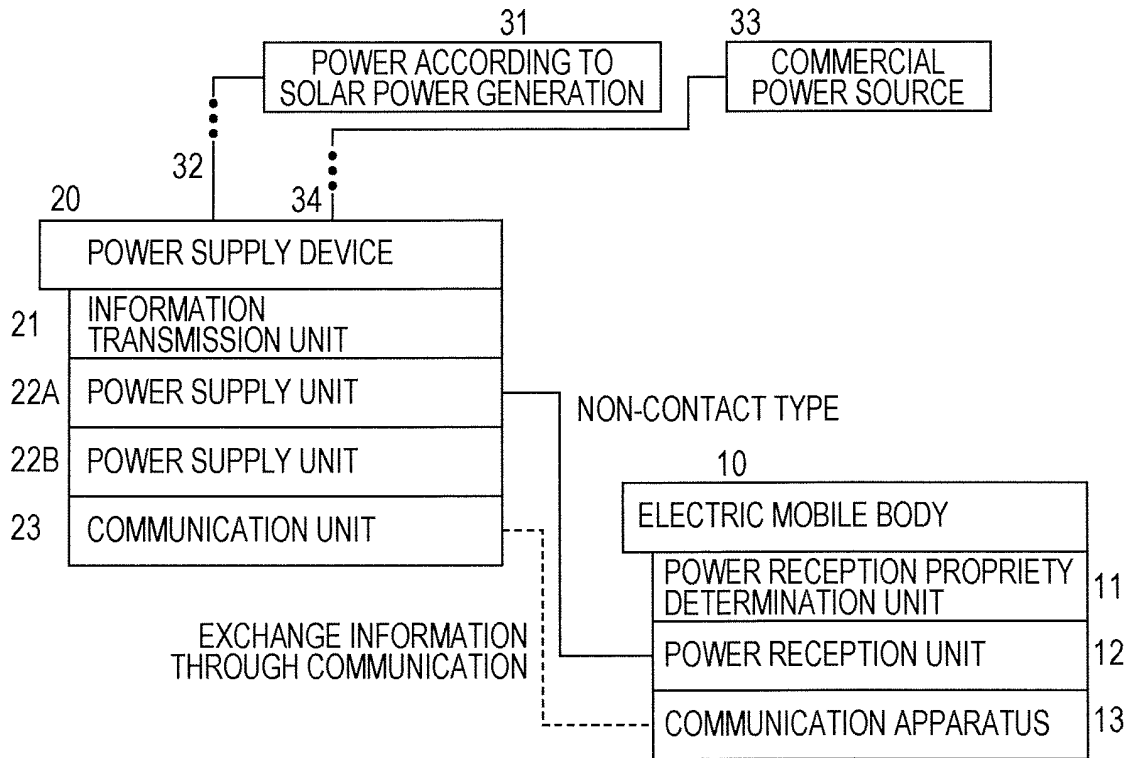 31
33
POWER ACCORDING TO
SOLAR POWER GENERATION
COMMERCIAL
POWER SOURCE
32
34
20
POWER SUPPLY DEVICE
21
INFORMATION
TRANSMISSION UNIT
22A
POWER SUPPLY UNIT
NON-CONTACT TYPE
22B
POWER SUPPLY UNIT
10
23
COMMUNICATION UNIT
ELECTRIC MOBILE BODY
POWER RECEPTION PROPRIETY
DETERMINATION UNIT
11
EXCHANGE INFORMATION
THROUGH COMMUNICATION
POWER RECEPTION UNIT
12
COMMUNICATION APPARATUS
13